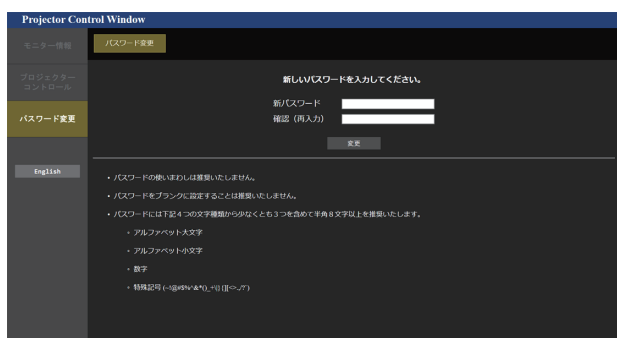 Projector Control Window
モニター情報
パスワード変更
プロジェクター
コントロール
パスワード変更
English
新しいパスワードを入力してください。
新パスワード
確認（再入力）
変更
• パスワードの使いまわしは推奨いたしません。
• パスワードをブランクに設定することは推奨いたしません。
• パスワードには下記４つの文字種類から少なくとも３つを含めて半角８文字以上を推奨いたします。
• アルファベット大文字
• アルファベット小文字
• 数字
• 特殊記号